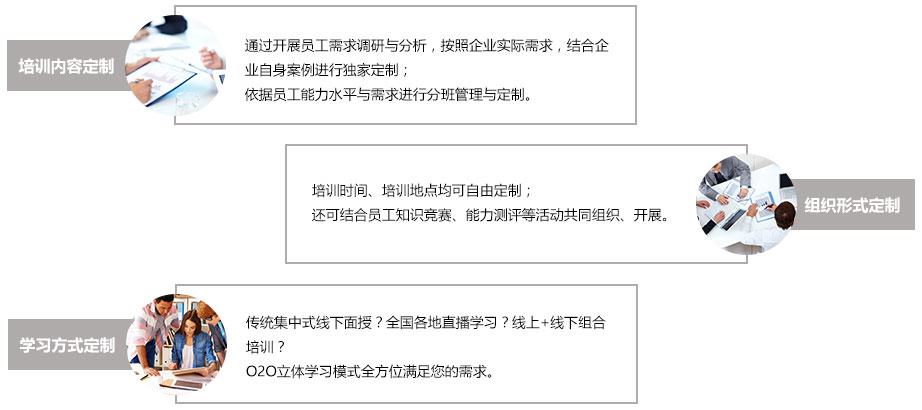 培训内容定制
通过开展员工需求调研与分析，按照企业实际需求，结合企
业自身案例进行独家定制；
依据员工能力水平与需求进行分班管理与定制。
培训时间、培训地点均可自由定制；
还可结合员工知识竞赛、能力测评等活动共同组织、开展。
组织形式定制
学习方式定制
传统集中式线下面授？全国各地直播学习？线上+线下组合
培训？
O2O立体学习模式全方位满足您的需求。